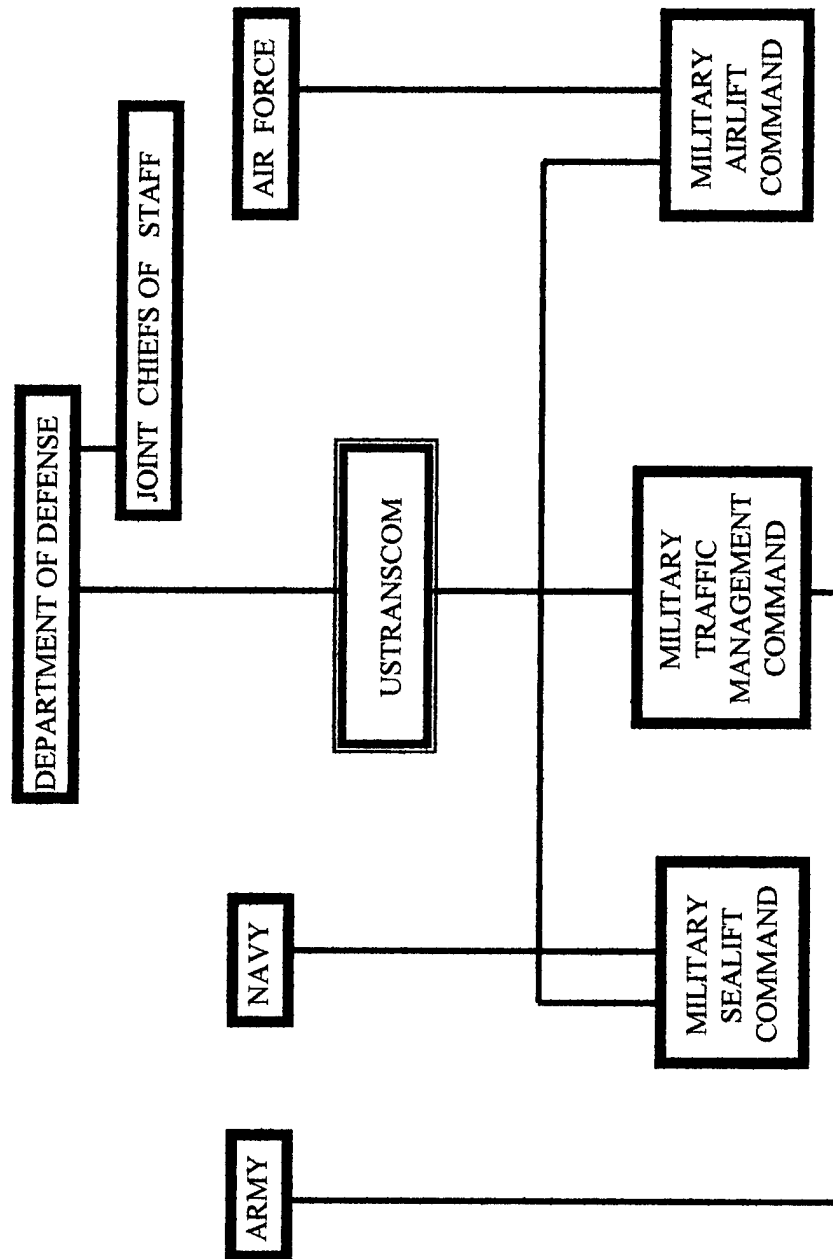 DEPARTMENT OF DEFENSE
JOINT CHIEFS OF STAFF
ARMY
NAVY
AIR FORCE
USTRANSCOM
MILITARY
SEALIFT
COMMAND
MILITARY
TRAFFIC
MANAGEMENT
COMMAND
MILITARY
AIRLIFT
COMMAND